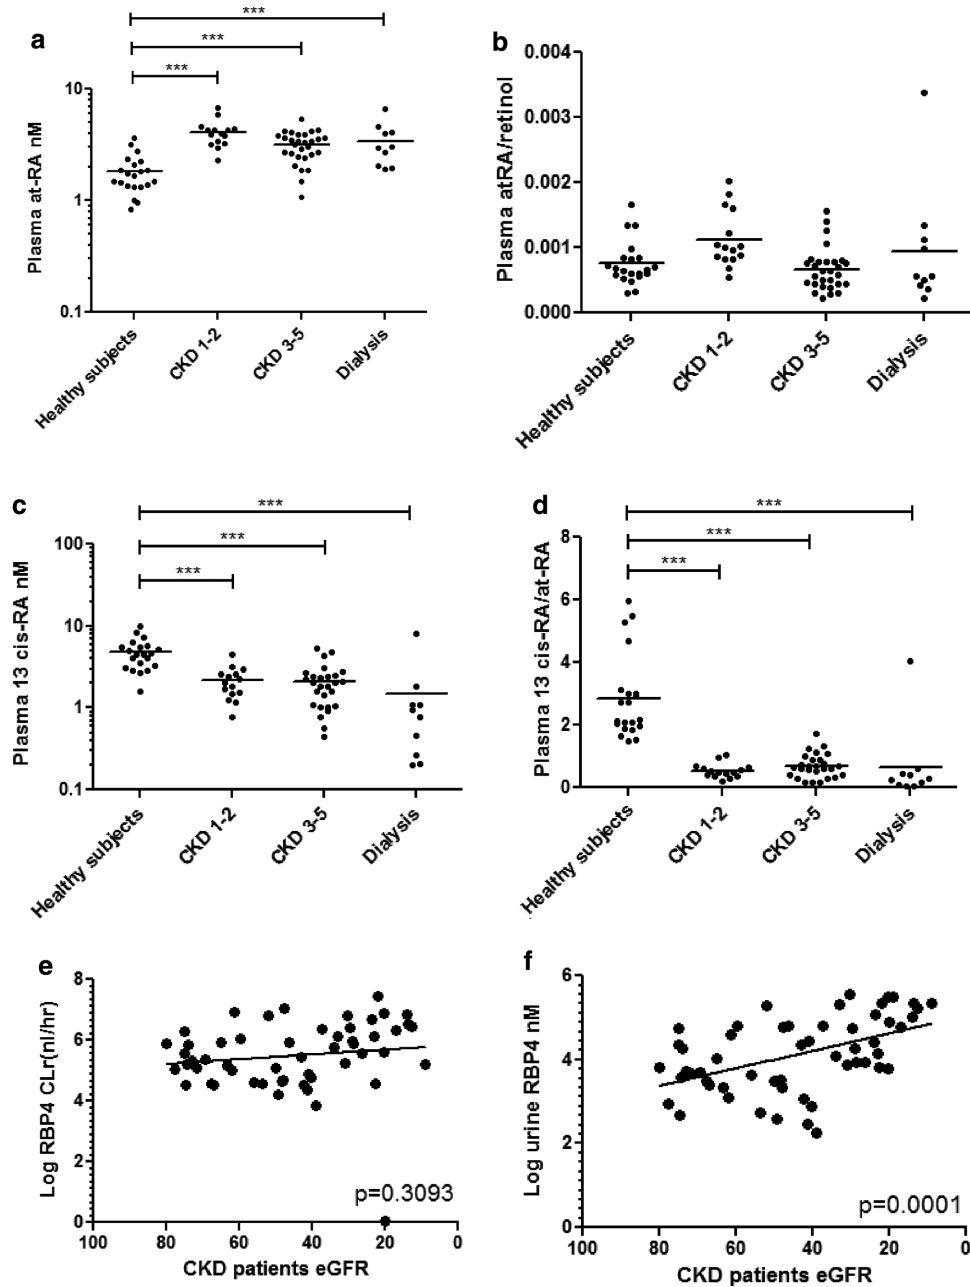 a
***
***
***
Plasma at-RA nM
10
1
0.1
Healthy subjects
CKD 1-2
CKD 3-5
Dialysis
b
Plasma atRA/retinol
0.004
0.003
0.002
0.001
0.000
Healthy subjects
CKD 1-2
CKD 3-5
Dialysis
c
***
***
***
Plasma 13 cis-RA nM
100
10
1
0.1
Healthy subjects
CKD 1-2
CKD 3-5
Dialysis
d
***
***
***
Plasma 13 cis-RA/at-RA
8
6
4
2
0
Healthy subjects
CKD 1-2
CKD 3-5
Dialysis
e
Log RBP4 CLr(nl/hr)
8
6
4
2
0
p=0.3093
100 80 60 40 20 0
CKD patients eGFR
f
Log urine RBP4 nM
6
4
2
0
p=0.0001
100 80 60 40 20 0
CKD patients eGFR